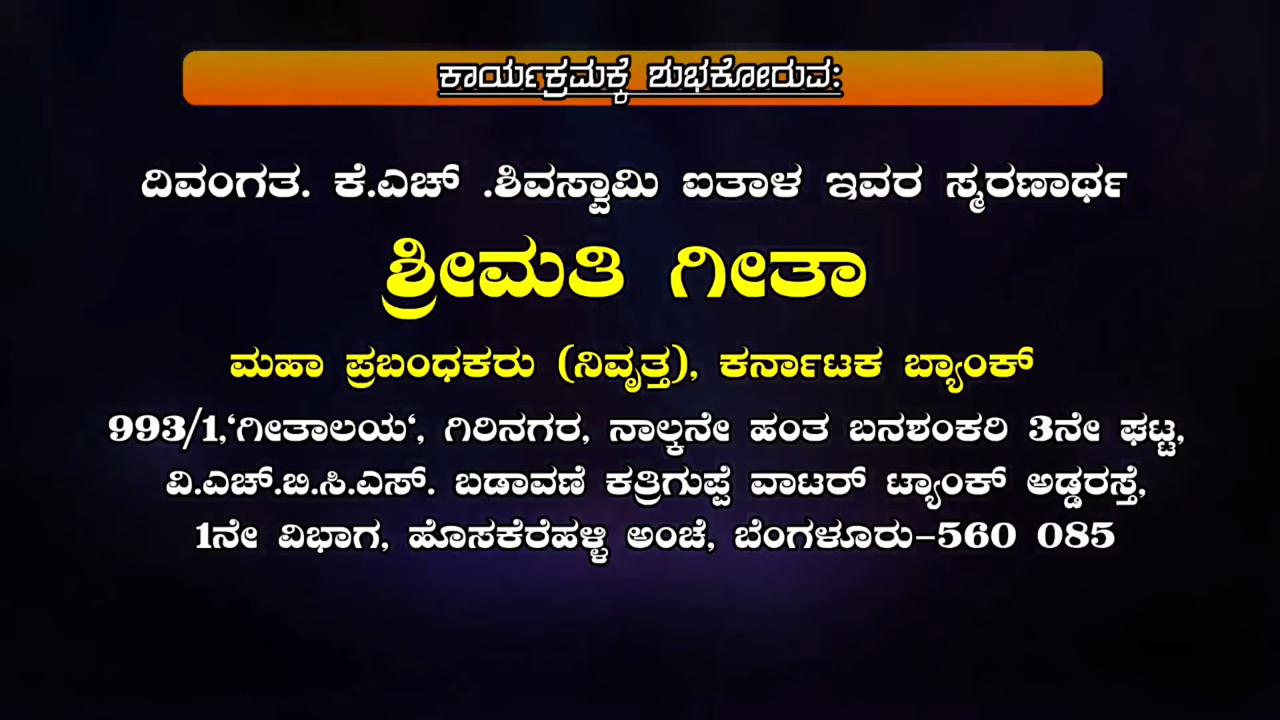 ಕಾರ್ಯಕ್ರಮಕ್ಕೆ ಶುಭಕೋರುವ:
ದಿವಂಗತ. ಕೆ.ಎಚ್ .ಶಿವಸ್ವಾಮಿ ಐತಾಳ ಇವರ ಸ್ಮರಣಾರ್ಥ
ಶ್ರೀಮತಿ ಗೀತಾ
ಮಹಾ ಪ್ರಬಂಧಕರು (ನಿವೃತ್ತ), ಕರ್ನಾಟಕ ಬ್ಯಾಂಕ್
993/1,‘ಗೀತಾಲಯ‘, ಗಿರಿನಗರ, ನಾಲ್ಕನೇ ಹಂತ ಬನಶಂಕರಿ 3ನೇ ಘಟ್ಟ,
ವಿ.ಎಚ್.ಬಿ.ಸಿ.ಎಸ್. ಬಡಾವಣೆ ಕತ್ರಿಗುಪ್ಪೆ ವಾಟರ್ ಟ್ಯಾಂಕ್ ಅಡ್ಡರಸ್ತೆ,
1ನೇ ವಿಭಾಗ, ಹೊಸಕೆರೆಹಳ್ಳಿ ಅಂಚೆ, ಬೆಂಗಳೂರು-560 085